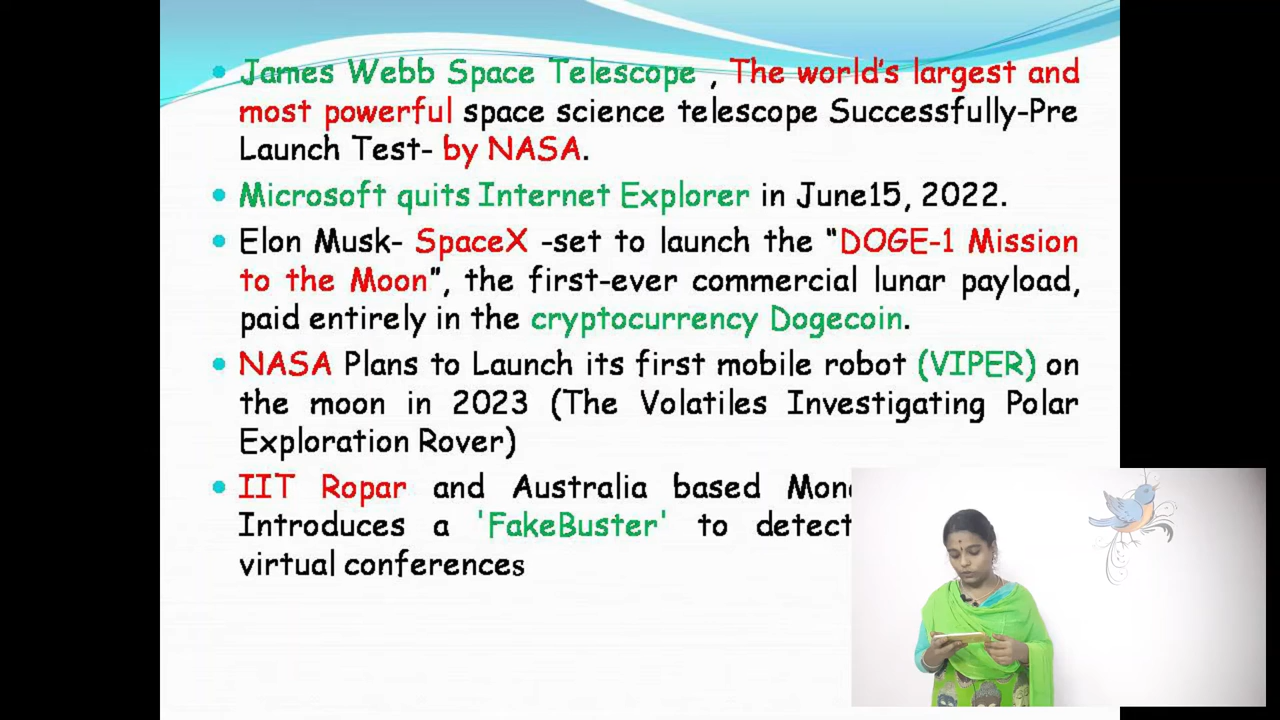 James Webb Space Telescope , The world's largest and
most powerful space science telescope Successfully-Pre
Launch Test- by NASA.
Microsoft quits Internet Explorer in June15, 2022.
Elon Musk- SpaceX -set to launch the "DOGE-1 Mission
to the Moon", the first-ever commercial lunar payload,
paid entirely in the cryptocurrency Dogecoin.
NASA Plans to Launch its first mobile robot (VIPER) on
the moon in 2023 (The Volatiles Investigating Polar
Exploration Rover)
IIT Ropar and Australia based
Introduces a 'FakeBuster' to detect
virtual conferences